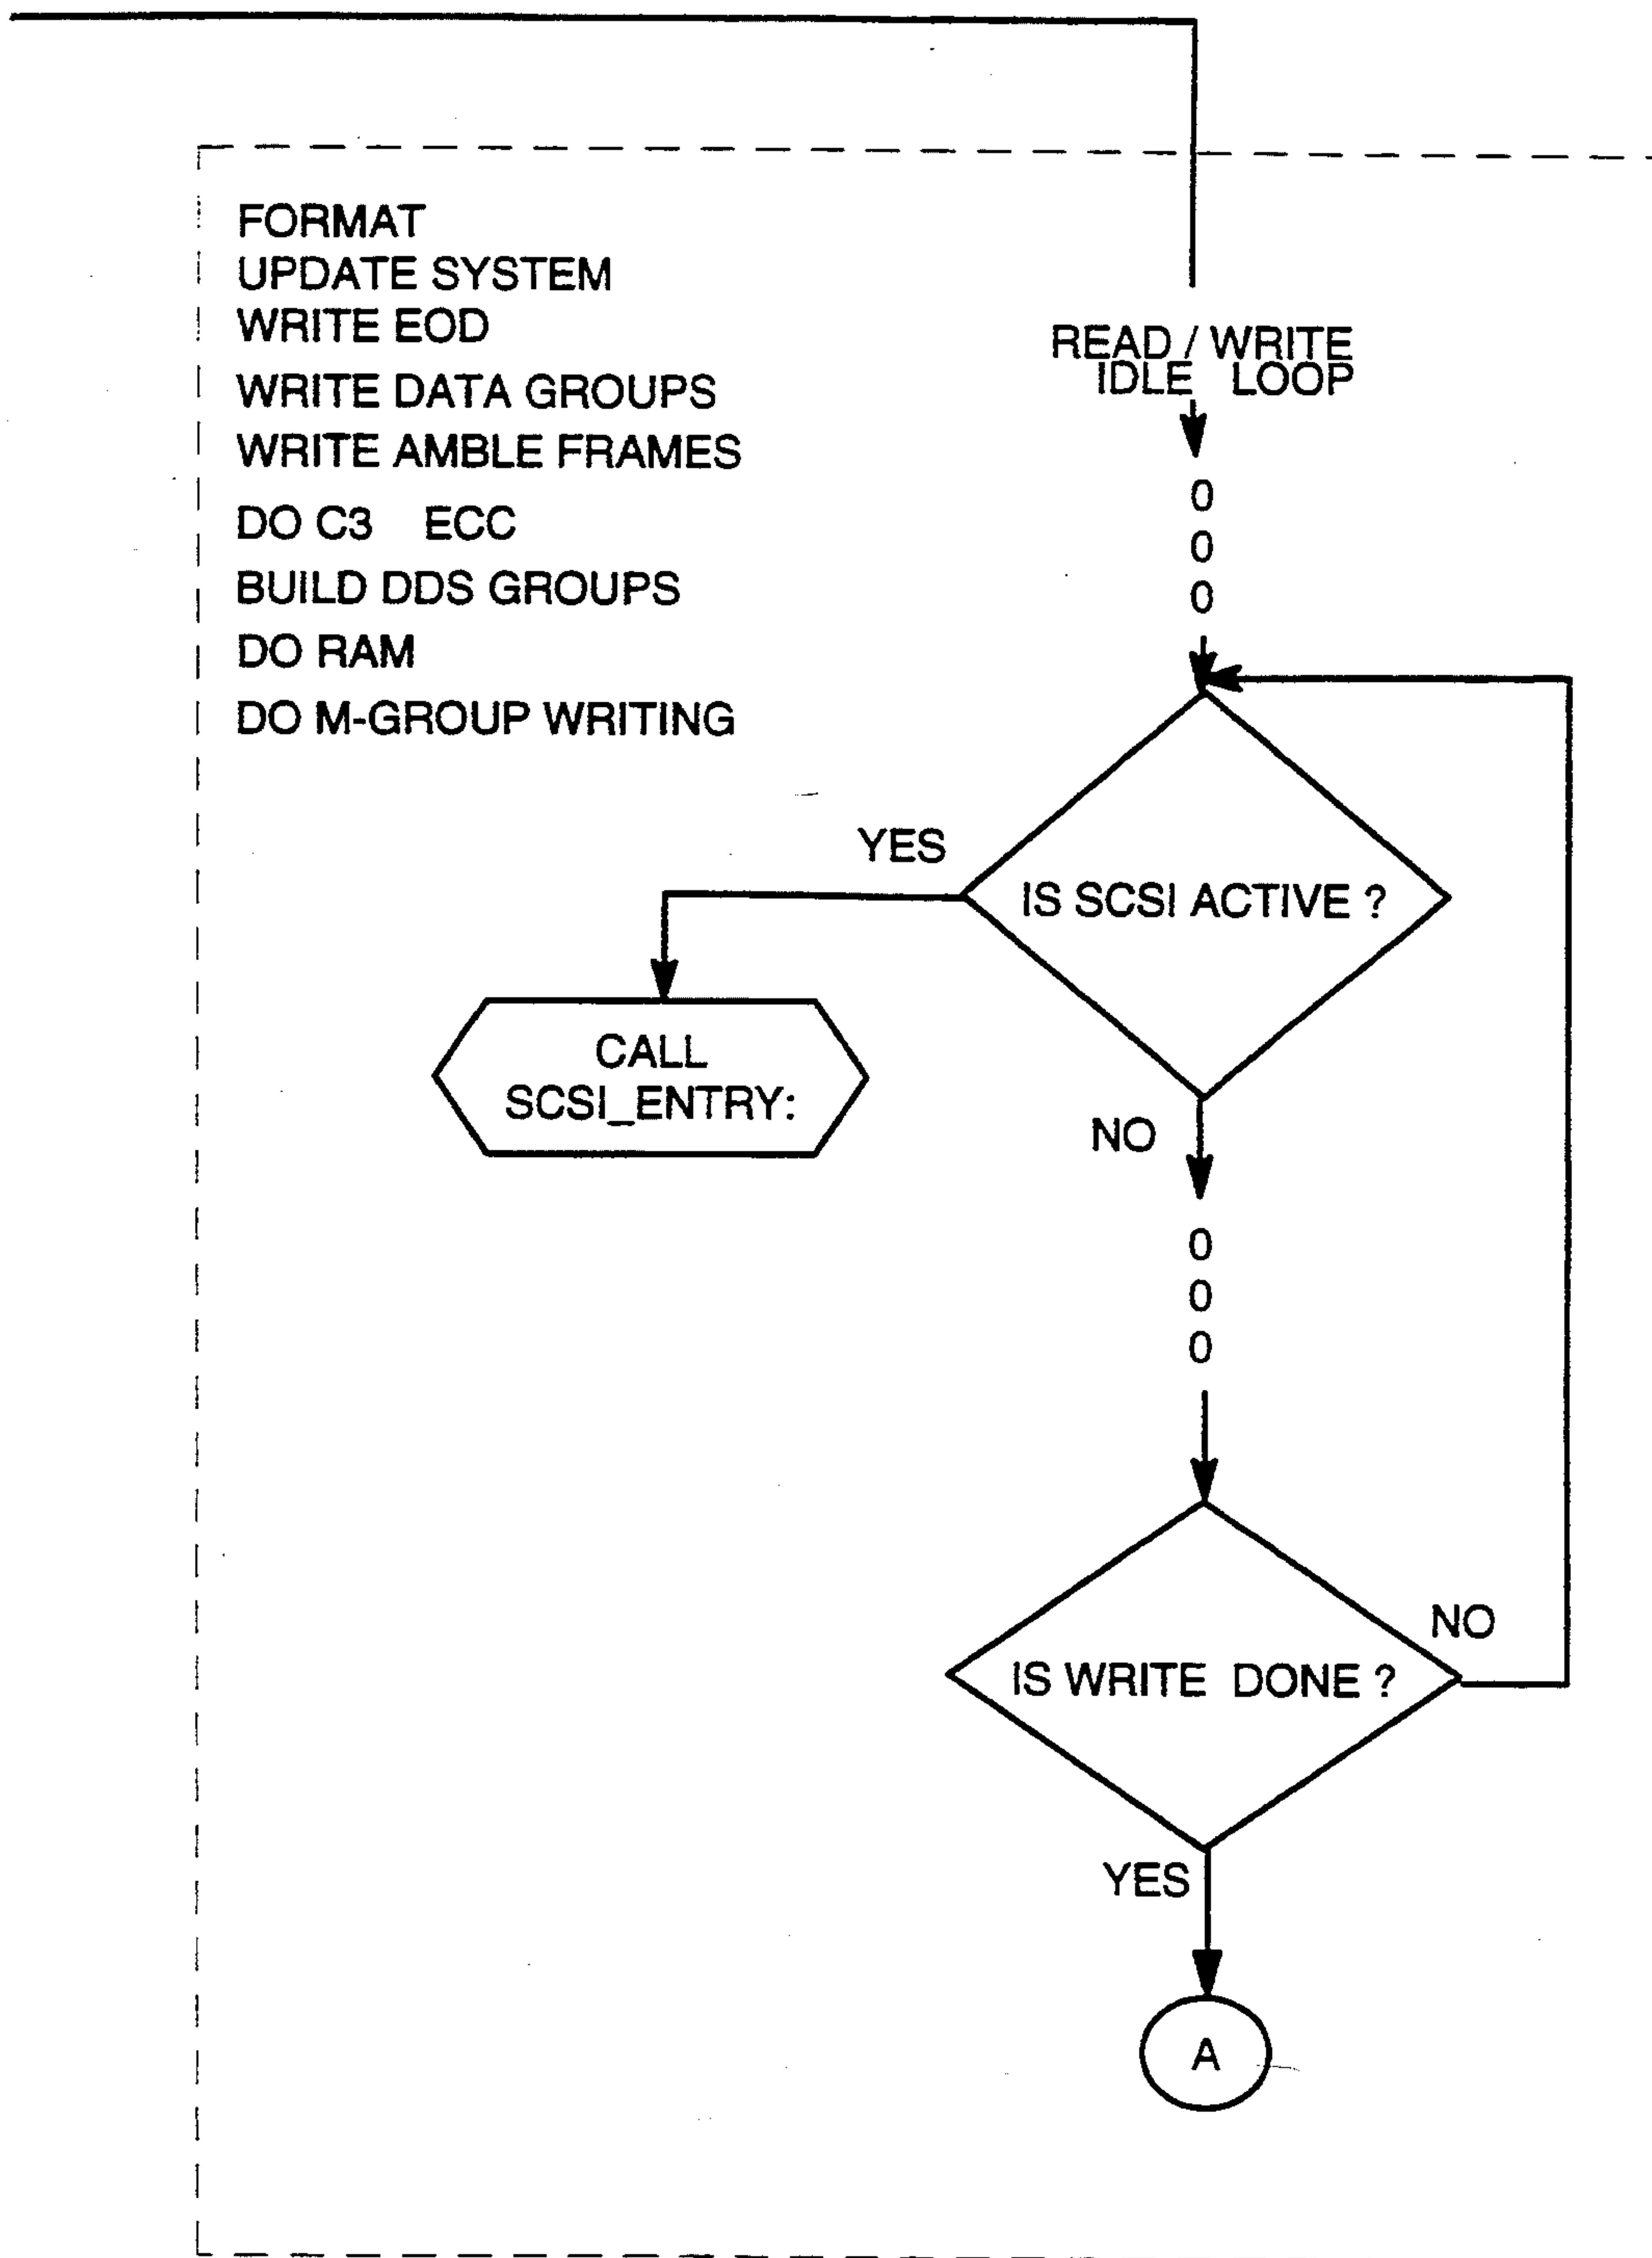 FORMAT
UPDATE SYSTEM
WRITE EOD
WRITE DATA GROUPS
WRITE AMBLE FRAMES
DO C3 ECC
BUILD DDS GROUPS
DO RAM
DO M-GROUP WRITING
READ / WRITE
IDLE LOOP
0
0
0
YES
IS SCSI ACTIVE ?
CALL
SCSI_ENTRY:
NO
0
0
0
NO
IS WRITE DONE ?
YES
A